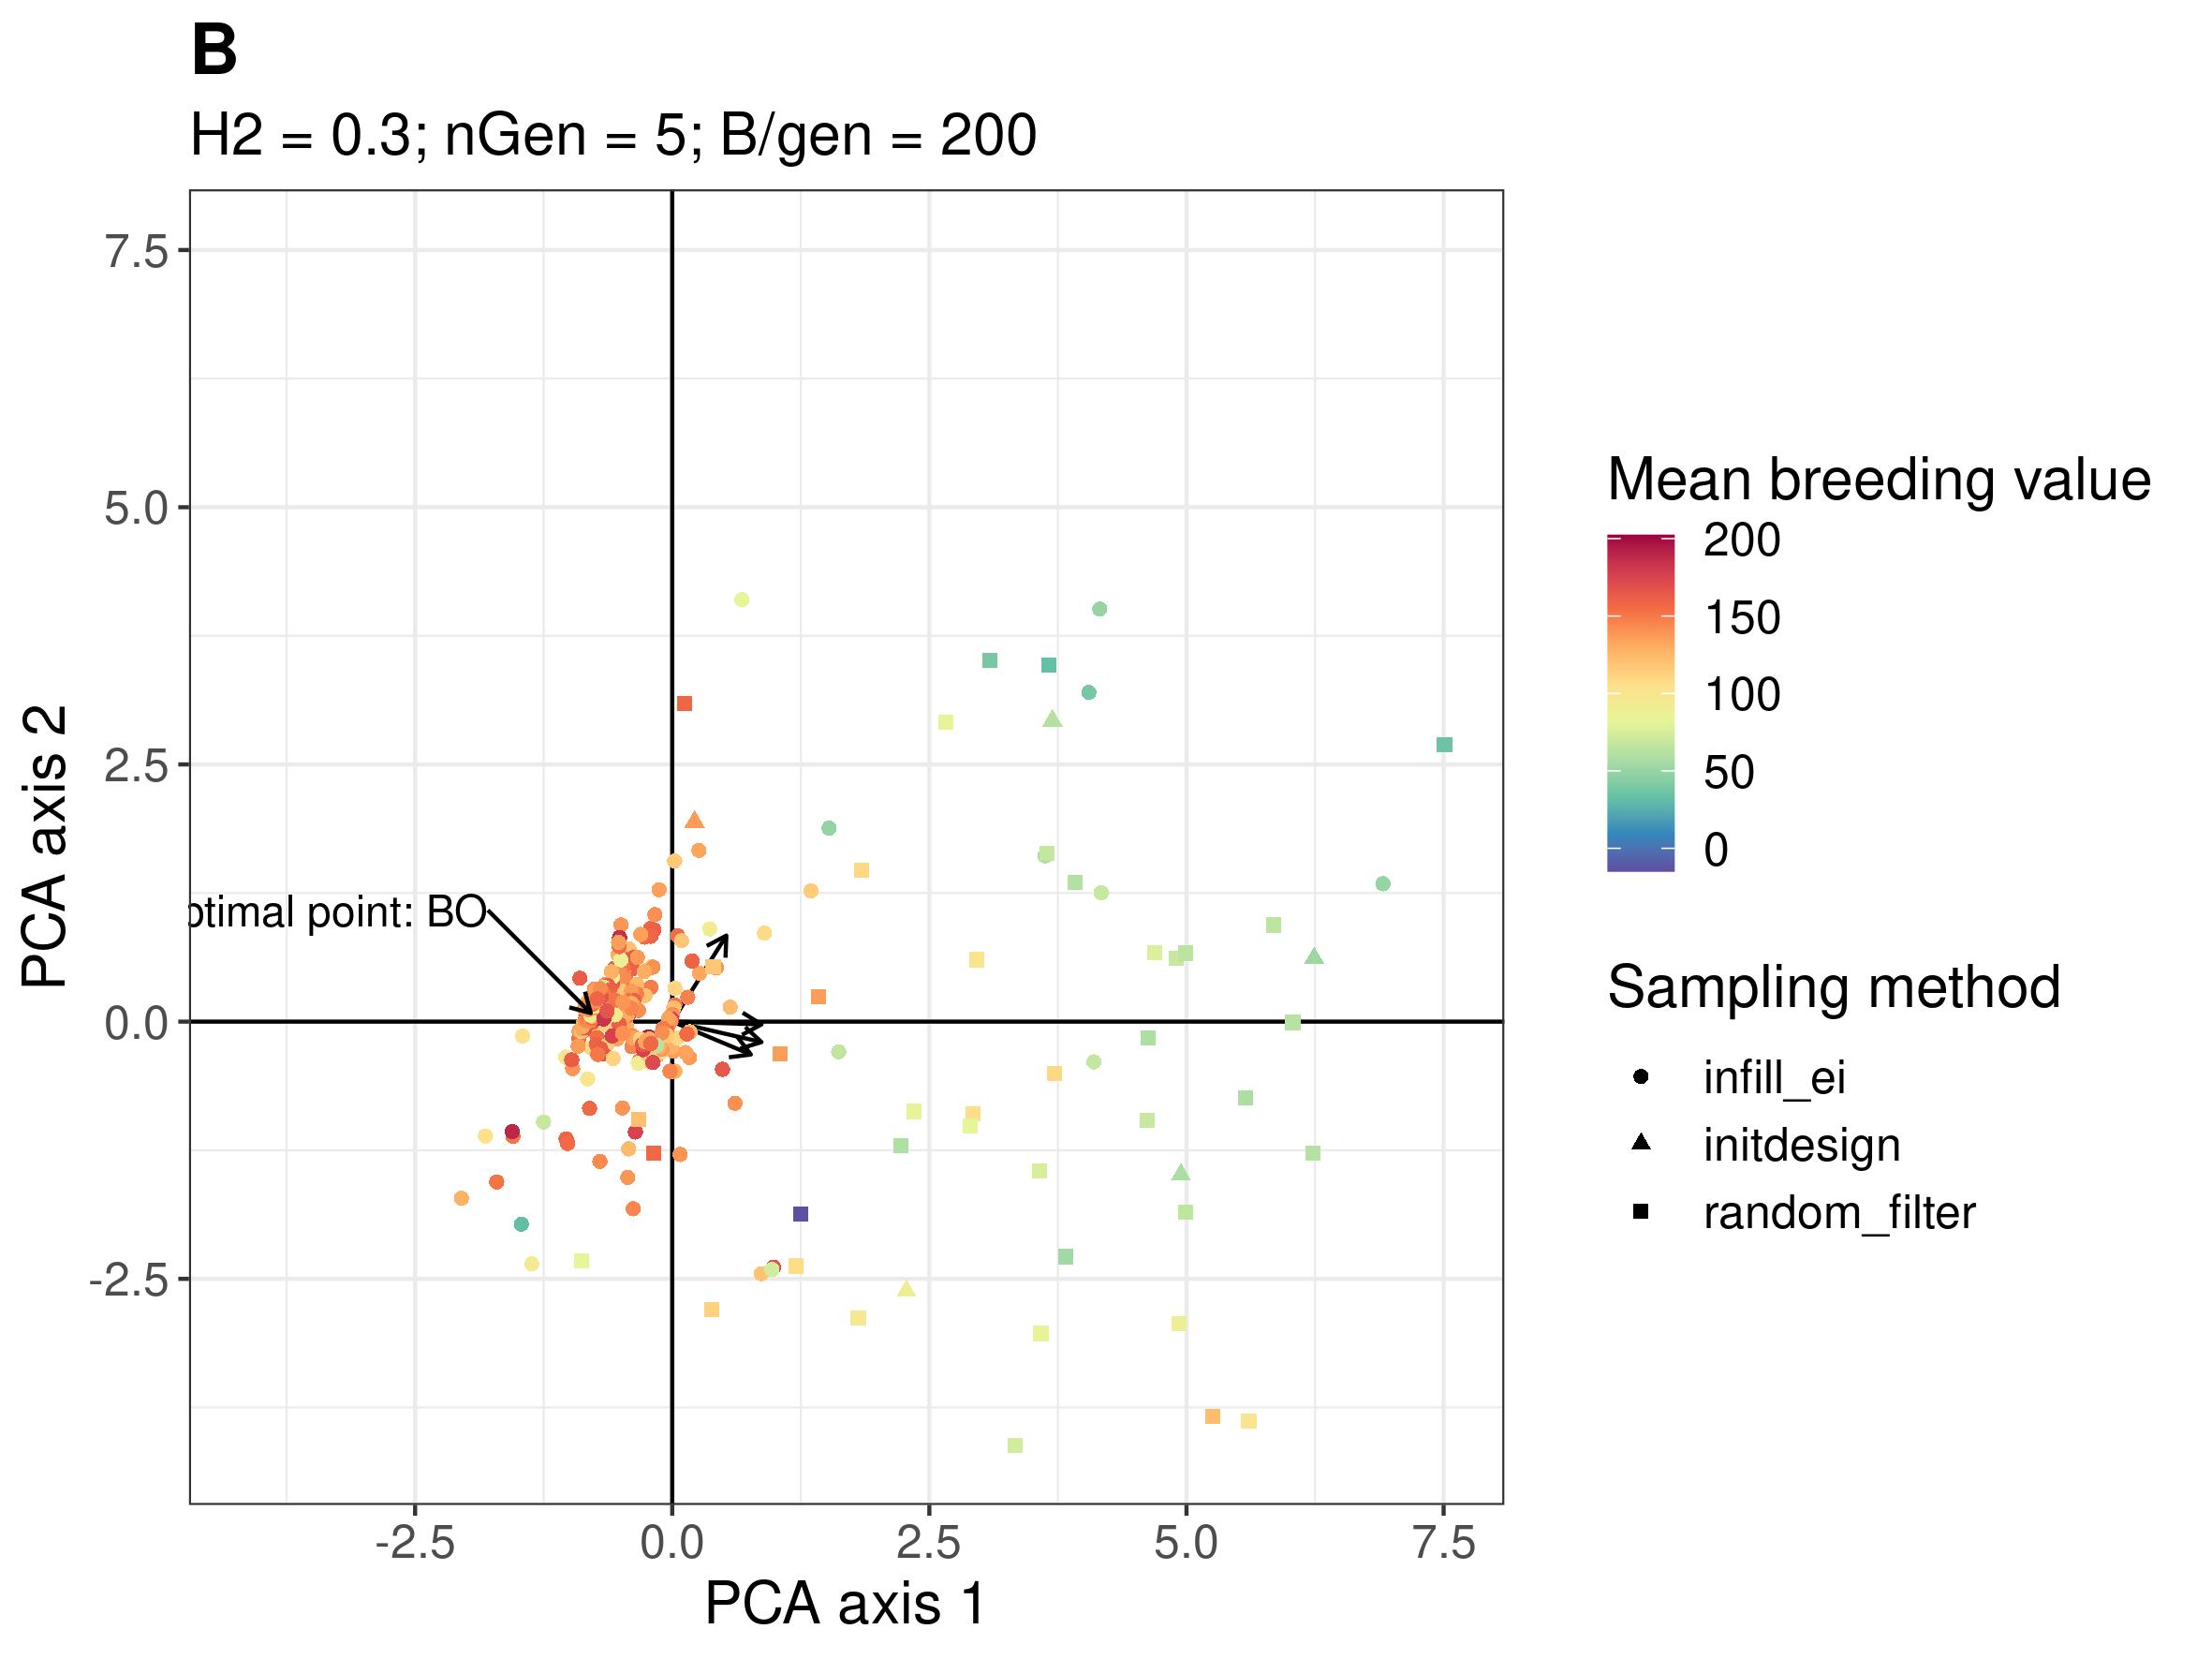 B
H2 = 0.3; nGen = 5; B/gen = 200
7.5
5.0
2.5
0.0
-2.5
PCA axis 2
ptimal point: BO
-2.5 0.0 2.5 5.0 7.5
PCA axis 1
Mean breeding value
200
150
100
50
0
Sampling method
infill_ei
initdesign
random_filter